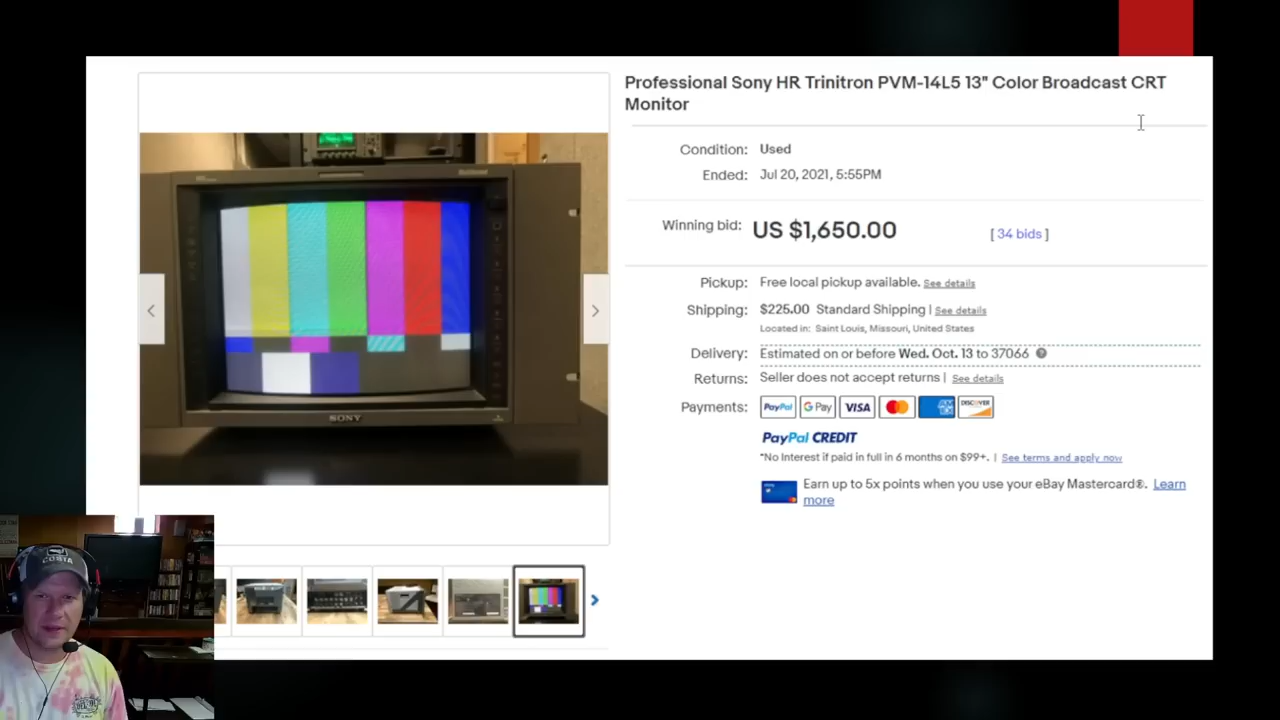 Professional Sony HR Trinitron PVM-14L5 13" Color Broadcast CRT
Monitor
Condition: Used
Ended: Jul 20, 2021, 5:55PM
Winning bid: US $1,650.00 [ 34 bids ]
Pickup: Free local pickup available. See details
Shipping: $225.00 Standard Shipping | See details
Located in: Saint Louis, Missouri, United States
Delivery: Estimated on or before Wed. Oct. 13 to 37066
Returns: Seller does not accept returns | See details
Payments: PayPal G Pay VISA DISCOVER
PayPal CREDIT
*No Interest if paid in full in 6 months on $99+. | See terms and apply now
Earn up to 5x points when you use your eBay Mastercard®. Learn
more
SONY
COSTA